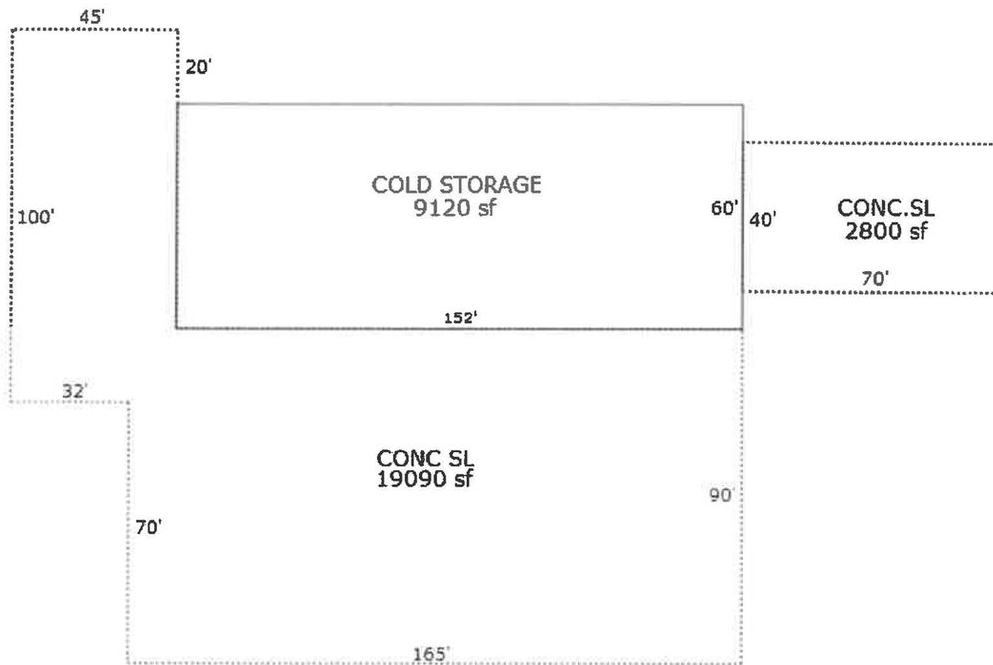 45'
20'
COLD STORAGE
9120 sf
100'
60'
40'
CONC.SL
2800 sf
70'
152'
32'
CONC SL
19090 sf
90'
70'
165'